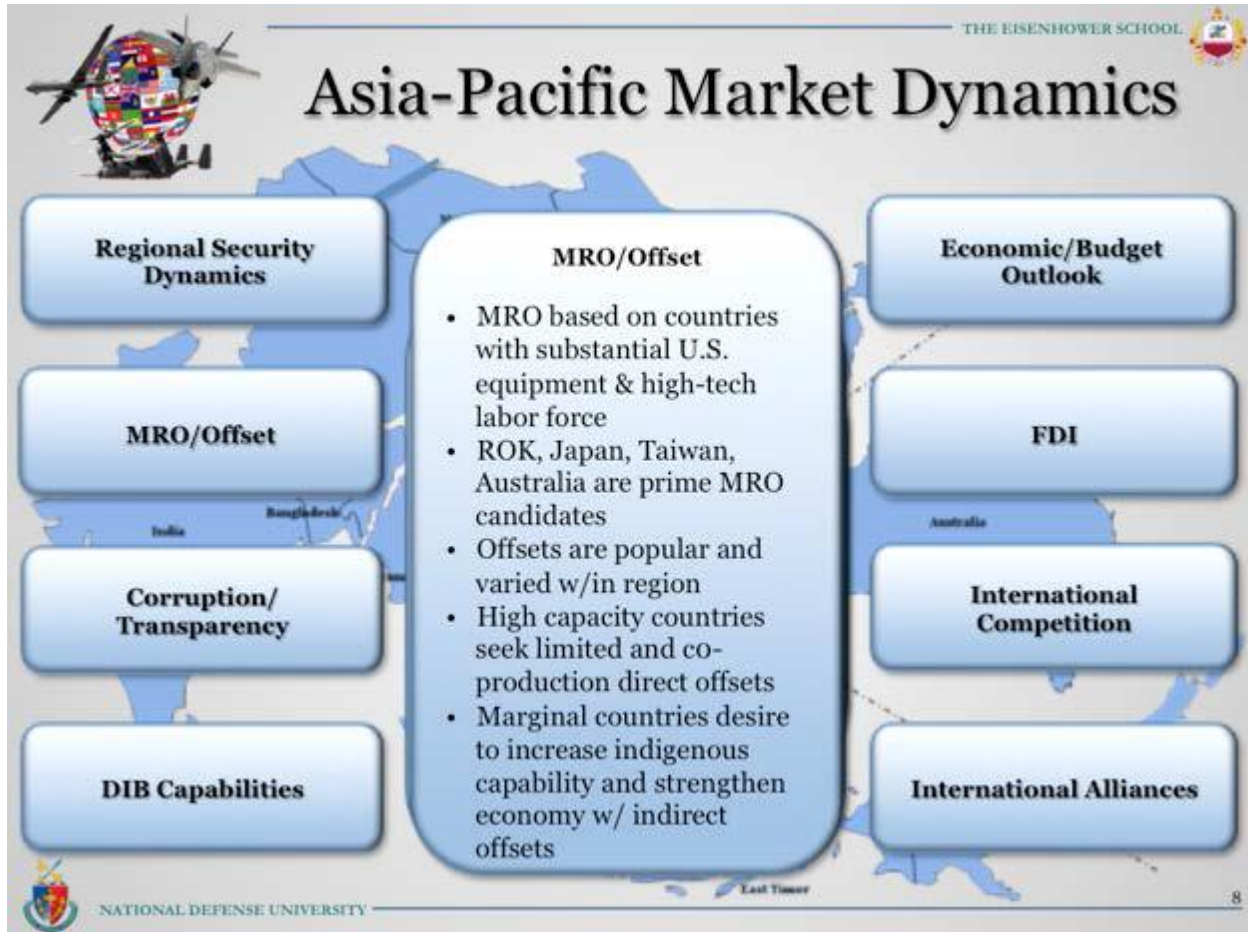 THE EISENHOWER SCHOOL
Asia-Pacific Market Dynamics
Regional Security
Dynamics
MRO/Offset
Corruption/
Transparency
DIB Capabilities
MRO/Offset
• MRO based on countries
with substantial U.S.
equipment & high-tech
labor force
• ROK, Japan, Taiwan,
Australia are prime MRO
candidates
• Offsets are popular and
varied w/in region
• High capacity countries
seek limited and co-
production direct offsets
• Marginal countries desire
to increase indigenous
capability and strengthen
economy w/ indirect
offsets
Economic/Budget
Outlook
FDI
International
Competition
International Alliances
India
Bangladesh
Australia
East Timor
NATIONAL DEFENSE UNIVERSITY
8